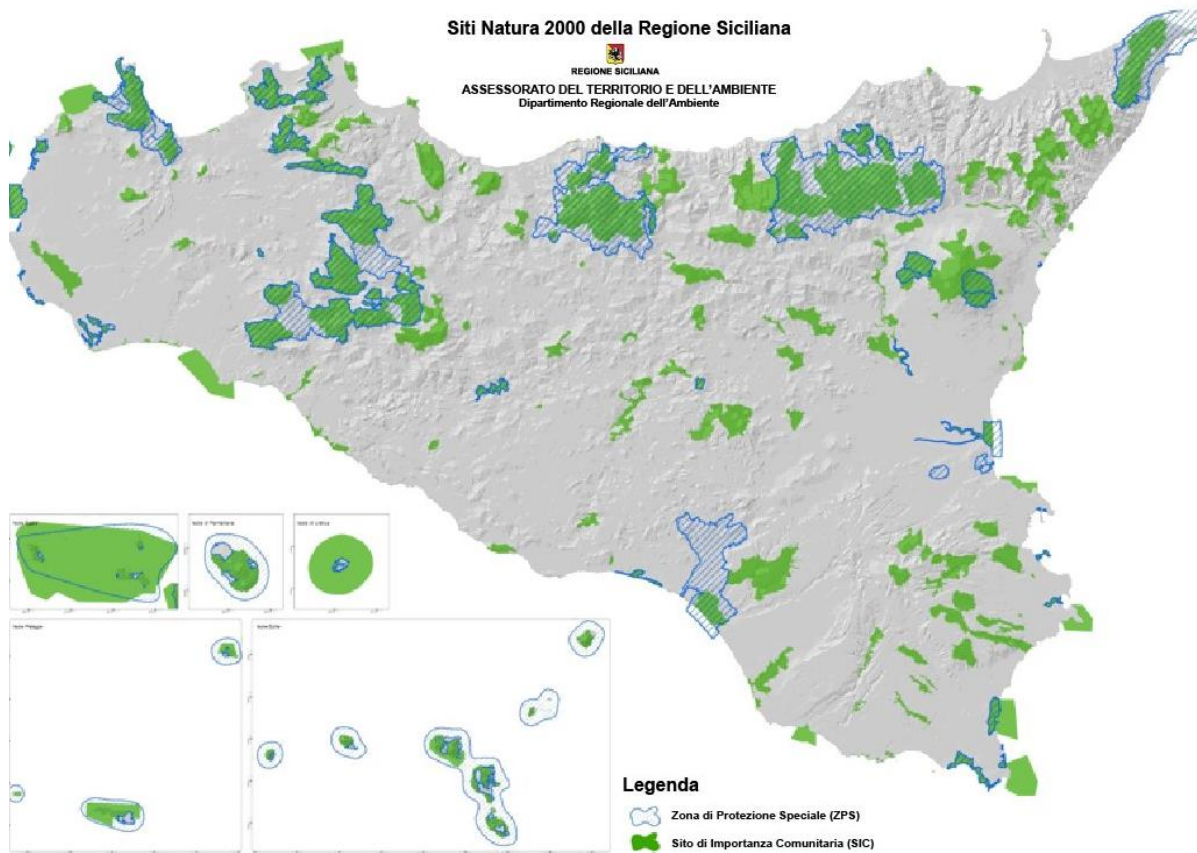 Siti Natura 2000 della Regione Siciliana
REGIONE SICILIANA
ASSESSORATO DEL TERRITORIO E DELL'AMBIENTE
Dipartimento Regionale dell'Ambiente
Legenda
Zona di Protezione Speciale (ZPS)
Sito di Importanza Comunitaria (SIC)